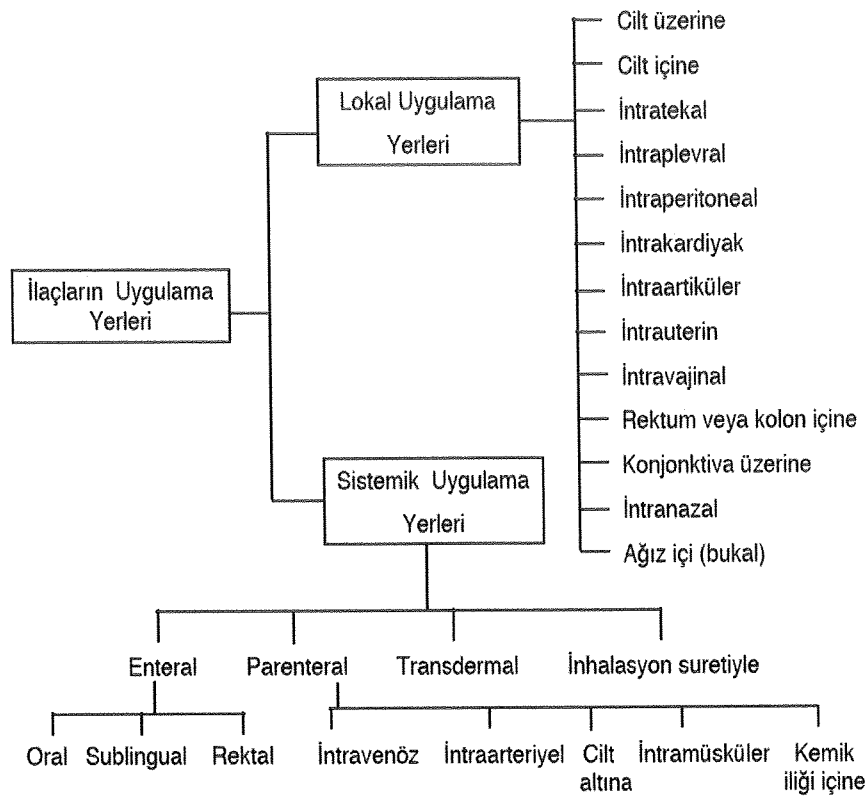 İlaçların Uygulama
Yerleri
Lokal Uygulama
Yerleri
Cilt üzerine
Cilt içine
İntratekal
İntraplevral
İntraperitoneal
İntrakardiyak
İntraartiküler
İntrauterin
İntravajinal
Rektum veya kolon içine
Konjonktiva üzerine
İntranazal
Ağız içi (bukal)
Sistemik Uygulama
Yerleri
Enteral
Parenteral
Transdermal
İnhalasyon suretiyle
Oral
Sublingual
Rektal
İntravenöz
İntraarteriyel
Cilt
altına
İntramüsküler
Kemik
iliği içine